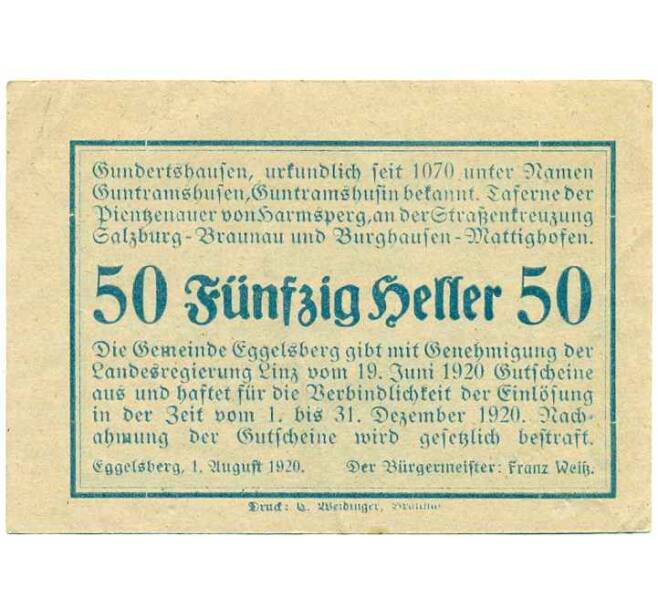 Gundertshausen, urkundlich seit 1070 unter Namen
Guntramshusen, Guntramshusin bekannt. Taferne der
Pientzenauer von Harmsperg, an der Straßenkreuzung
Salzburg-Braunau und Burghausen-Mattighofen.
50 Fünfzig Heller 50
Die Gemeinde Eggelsberg gibt mit Genehmigung der
Landesregierung Linz vom 19. Juni 1920 Gutscheine
aus und haftet für die Verbindlichkeit der Einlösung
in der Zeit vom 1. bis 31. Dezember 1920. Nach-
ahmung der Gutscheine wird gesetzlich bestraft.
Eggelsberg, 1. August 1920. Der Bürgermeister: Franz Weiß.
Druck: Weidinger, Braunau